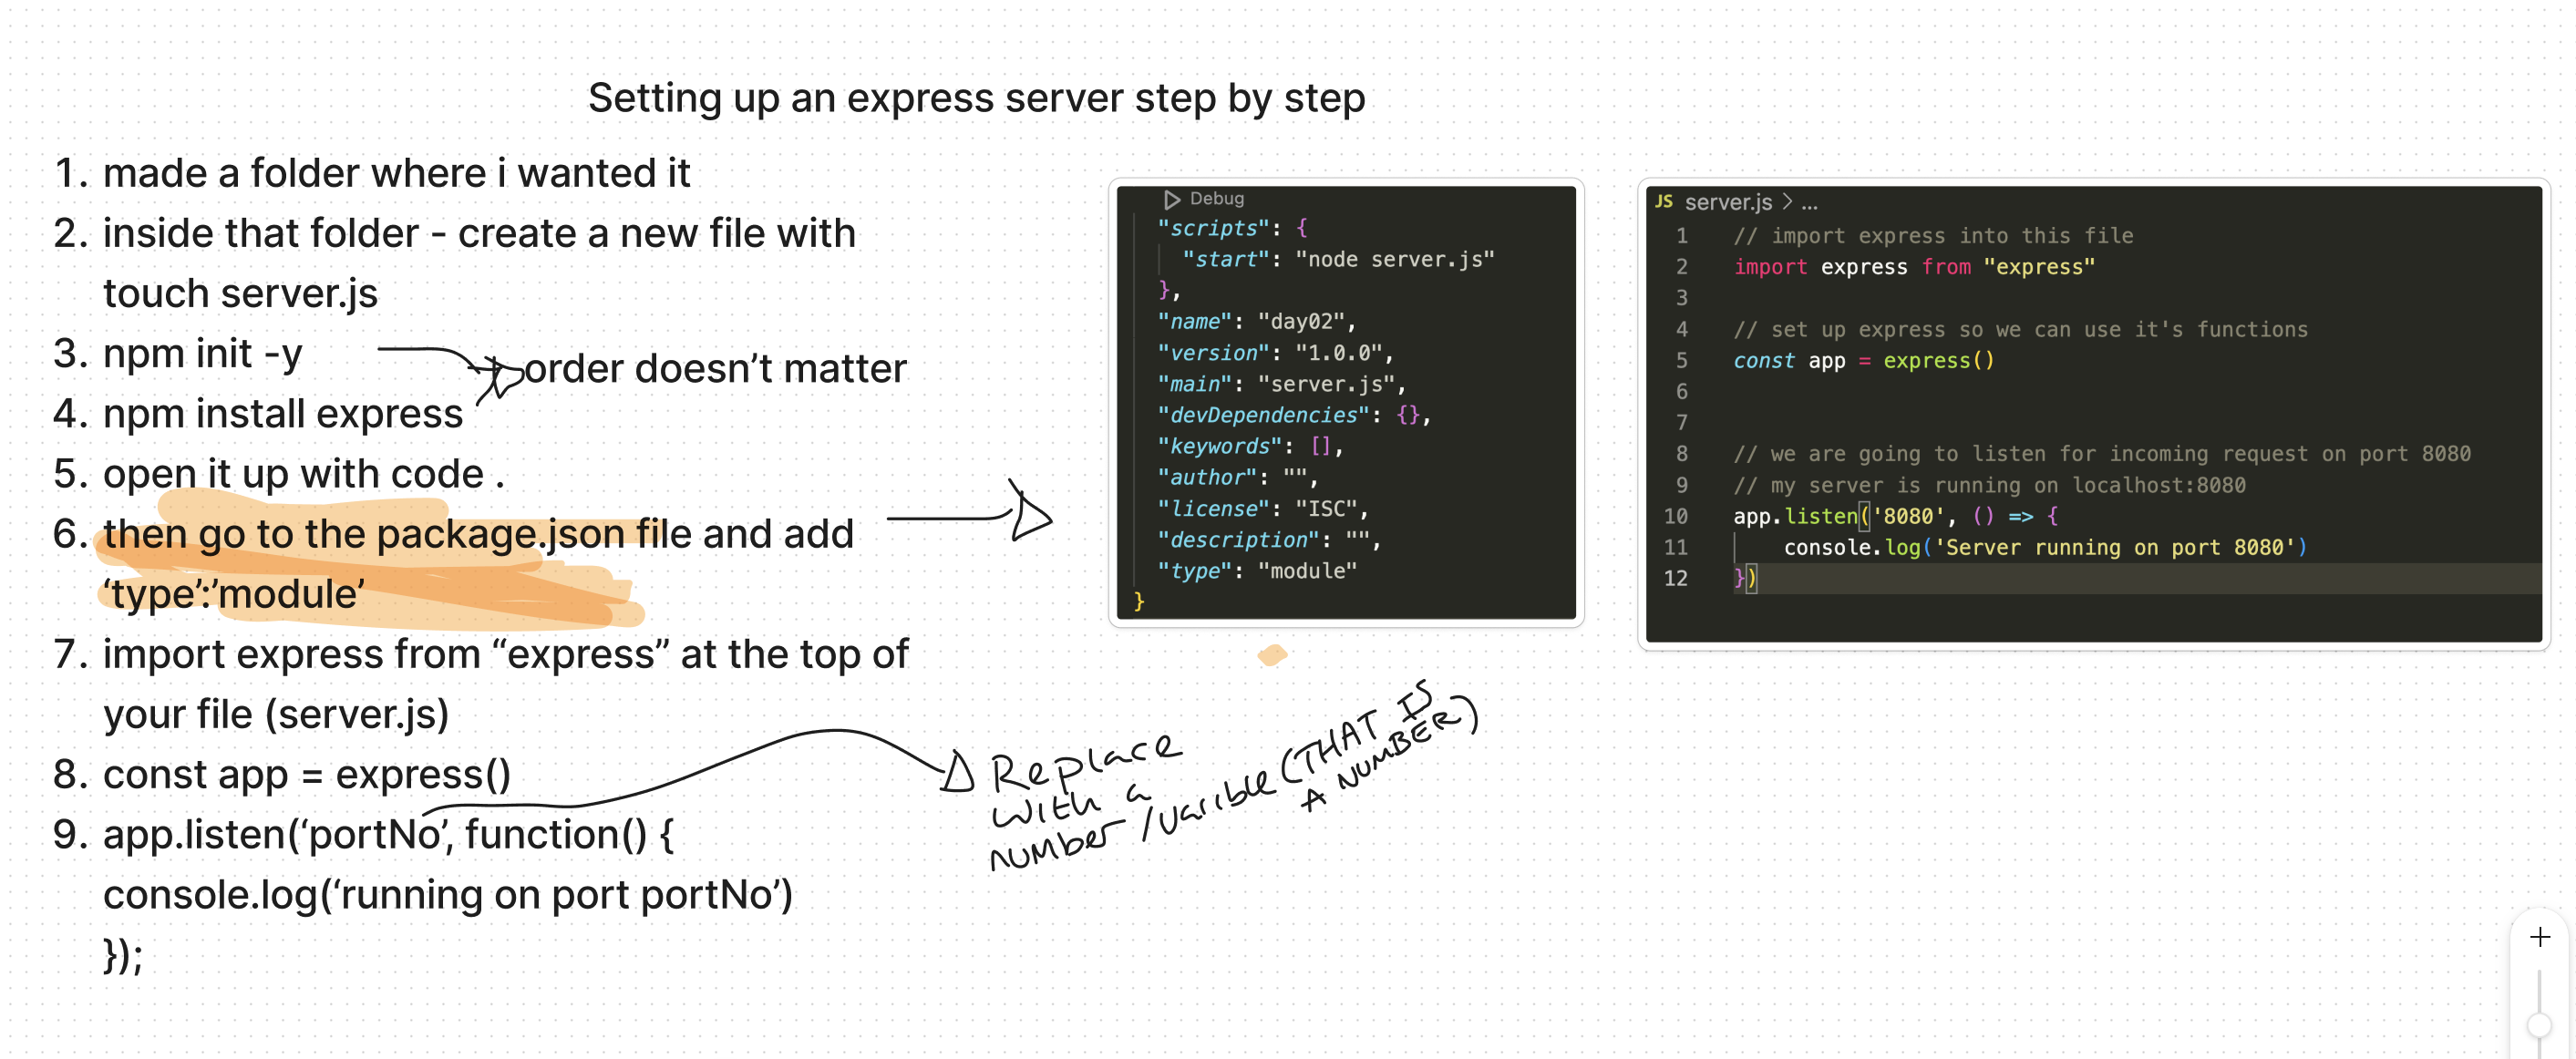 Setting up an express server step by step
1. made a folder where i wanted it
2. inside that folder - create a new file with
touch server.js
3. npm init -y
order doesn’t matter
4. npm install express
5. open it up with code .
6. then go to the package.json file and add
‘type’:’module’
7. import express from “express” at the top of
your file (server.js)
8. const app = express()
9. app.listen(‘portNo’, function() {
console.log(‘running on port portNo’)
});
Replace
with a
number/varible (THAT IS
A NUMBER)
Debug
"scripts": {
"start": "node server.js"
},
"name": "day02",
"version": "1.0.0",
"main": "server.js",
"devDependencies": {},
"keywords": [],
"author": "",
"license": "ISC",
"description": "",
"type": "module"
}
JS server.js > ...
1 // import express into this file
2 import express from "express"
3
4 // set up express so we can use it's functions
5 const app = express()
6
7
8 // we are going to listen for incoming request on port 8080
9 // my server is running on localhost:8080
10 app.listen('8080', () => {
11 console.log('Server running on port 8080')
12 })
+